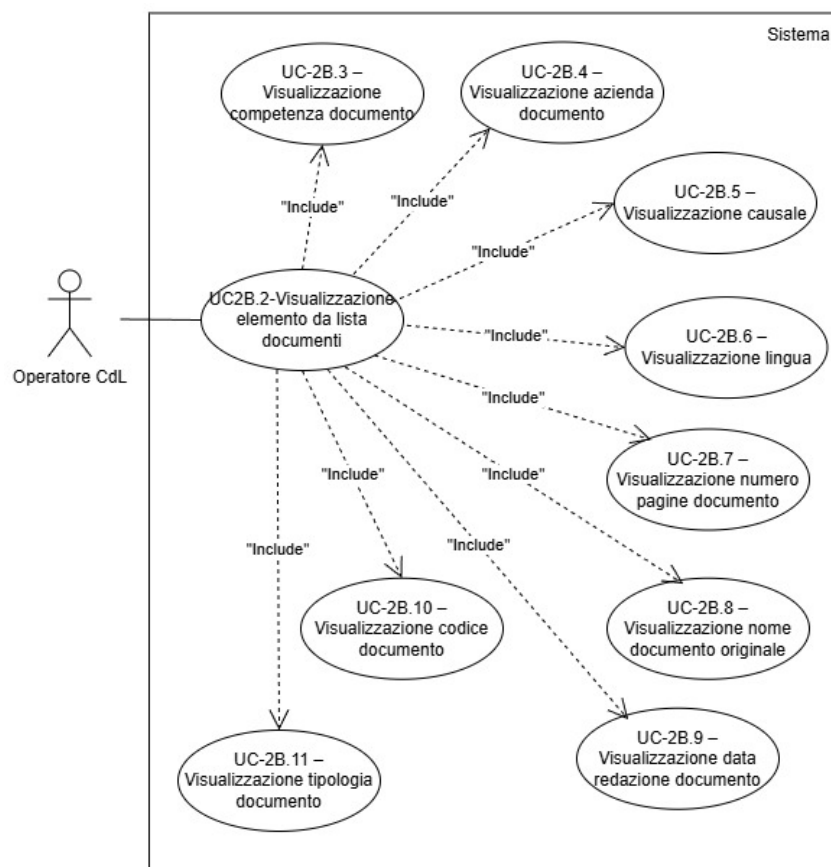 Sistema
UC-2B.3 –
Visualizzazione
competenza documento
UC-2B.4 –
Visualizzazione azienda
documento
"Include"
"Include"
UC-2B.5 –
Visualizzazione causale
"Include"
UC2B.2-Visualizzazione
elemento da lista
documenti
Operatore CdL
"Include"
UC-2B.6 –
Visualizzazione lingua
"Include"
UC-2B.7 –
Visualizzazione numero
pagine documento
"Include"
"Include"
"Include"
"Include"
UC-2B.10 –
Visualizzazione codice
documento
UC-2B.8 –
Visualizzazione nome
documento originale
UC-2B.11 –
Visualizzazione tipologia
documento
UC-2B.9 –
Visualizzazione data
redazione documento